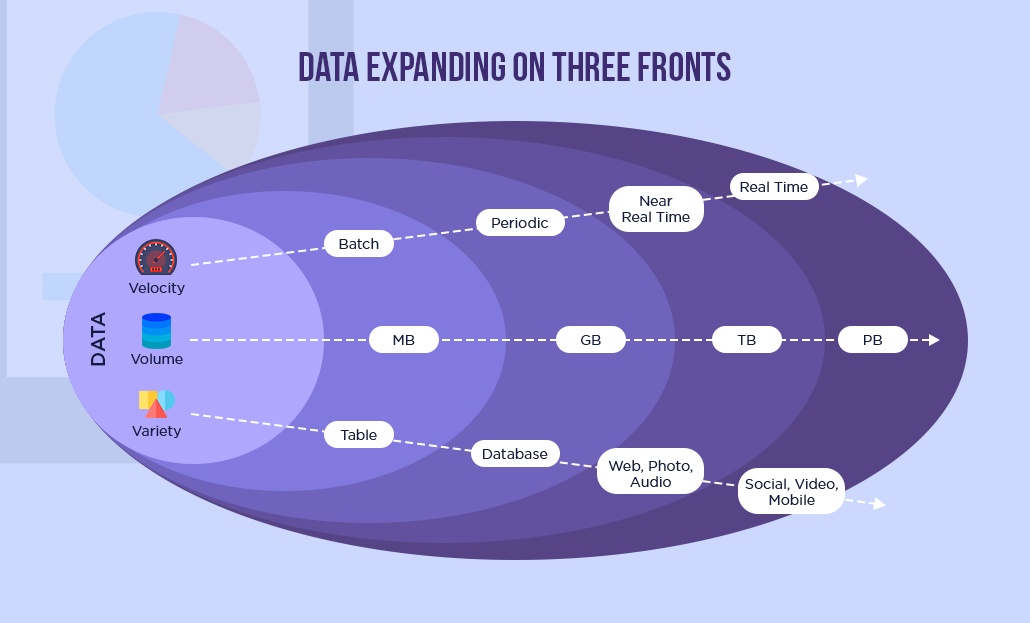 DATA EXPANDING ON THREE FRONTS
DATA
Velocity
Batch
Periodic
Near
Real Time
Real Time
Volume
MB
GB
TB
PB
Variety
Table
Database
Web, Photo,
Audio
Social, Video,
Mobile